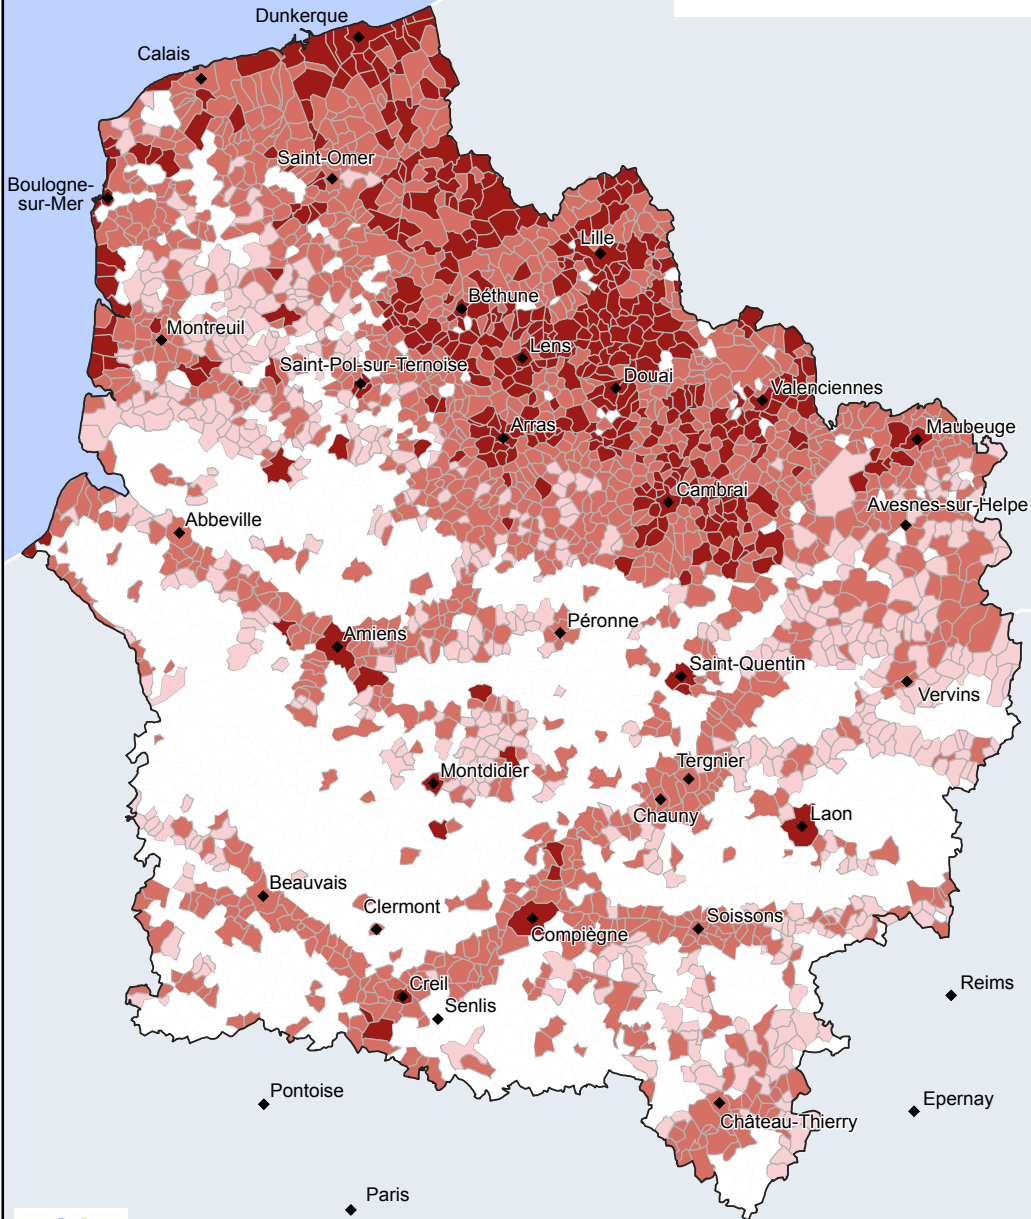 Dunkerque
Calais
Saint-Omer
Boulogne-
sur-Mer
Lille
Béthune
Montreuil
Lens
Saint-Pol-sur-Ternoise
Douai
Valenciennes
Arras
Maubeuge
Cambrai
Avesnes-sur-Helpe
Abbeville
Péronne
Amiens
Saint-Quentin
Vervins
Tergnier
Montdidier
Chauny
Laon
Beauvais
Clermont
Soissons
Compiègne
Creil
Reims
Senlis
Pontoise
Epernay
Château-Thierry
Paris